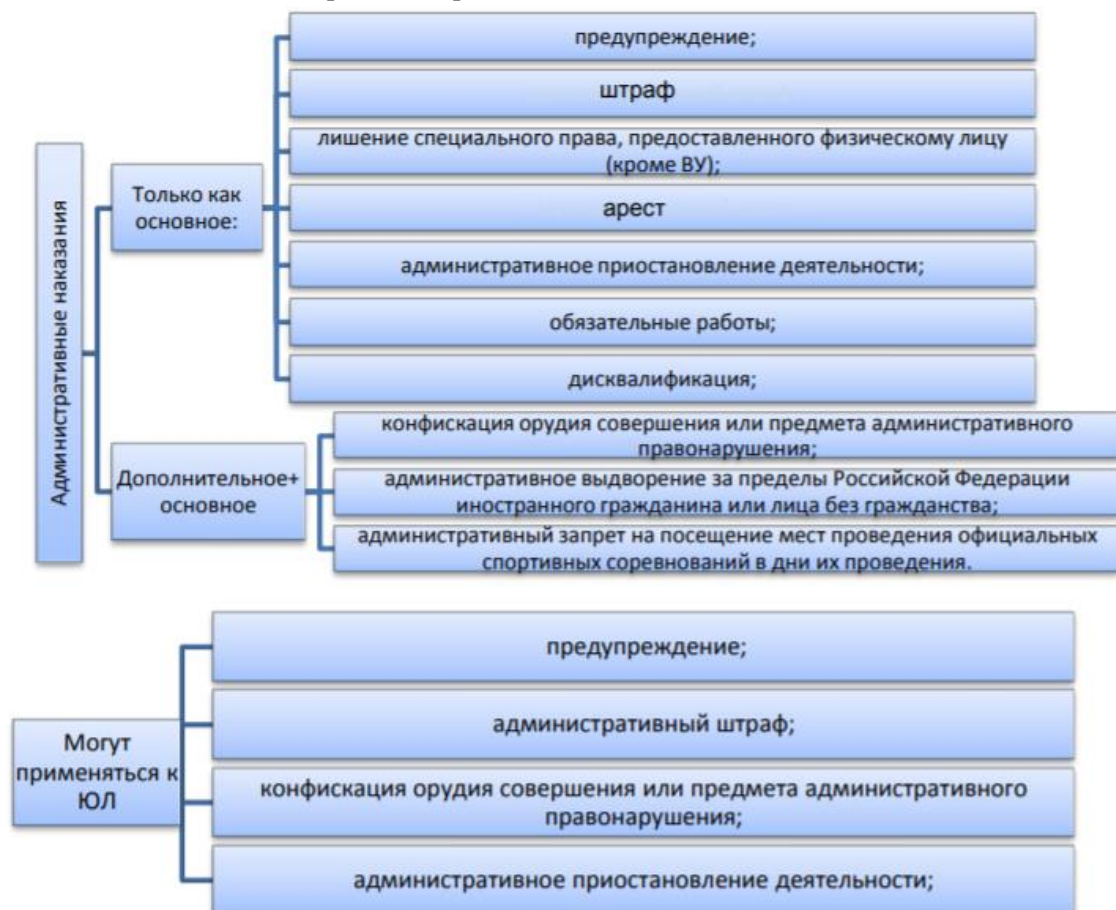 Административные наказания
Только как
основное:
предупреждение;
штраф
лишение специального права, предоставленного физическому лицу
(кроме ВУ);
арест
административное приостановление деятельности;
обязательные работы;
дисквалификация;
Дополнительное+
основное
конфискация орудия совершения или предмета административного
правонарушения;
административное выдворение за пределы Российской Федерации
иностранного гражданина или лица без гражданства;
административный запрет на посещение мест проведения официальных
спортивных соревнований в дни их проведения.
Могут
применяться к
ЮЛ
предупреждение;
административный штраф;
конфискация орудия совершения или предмета административного
правонарушения;
административное приостановление деятельности;